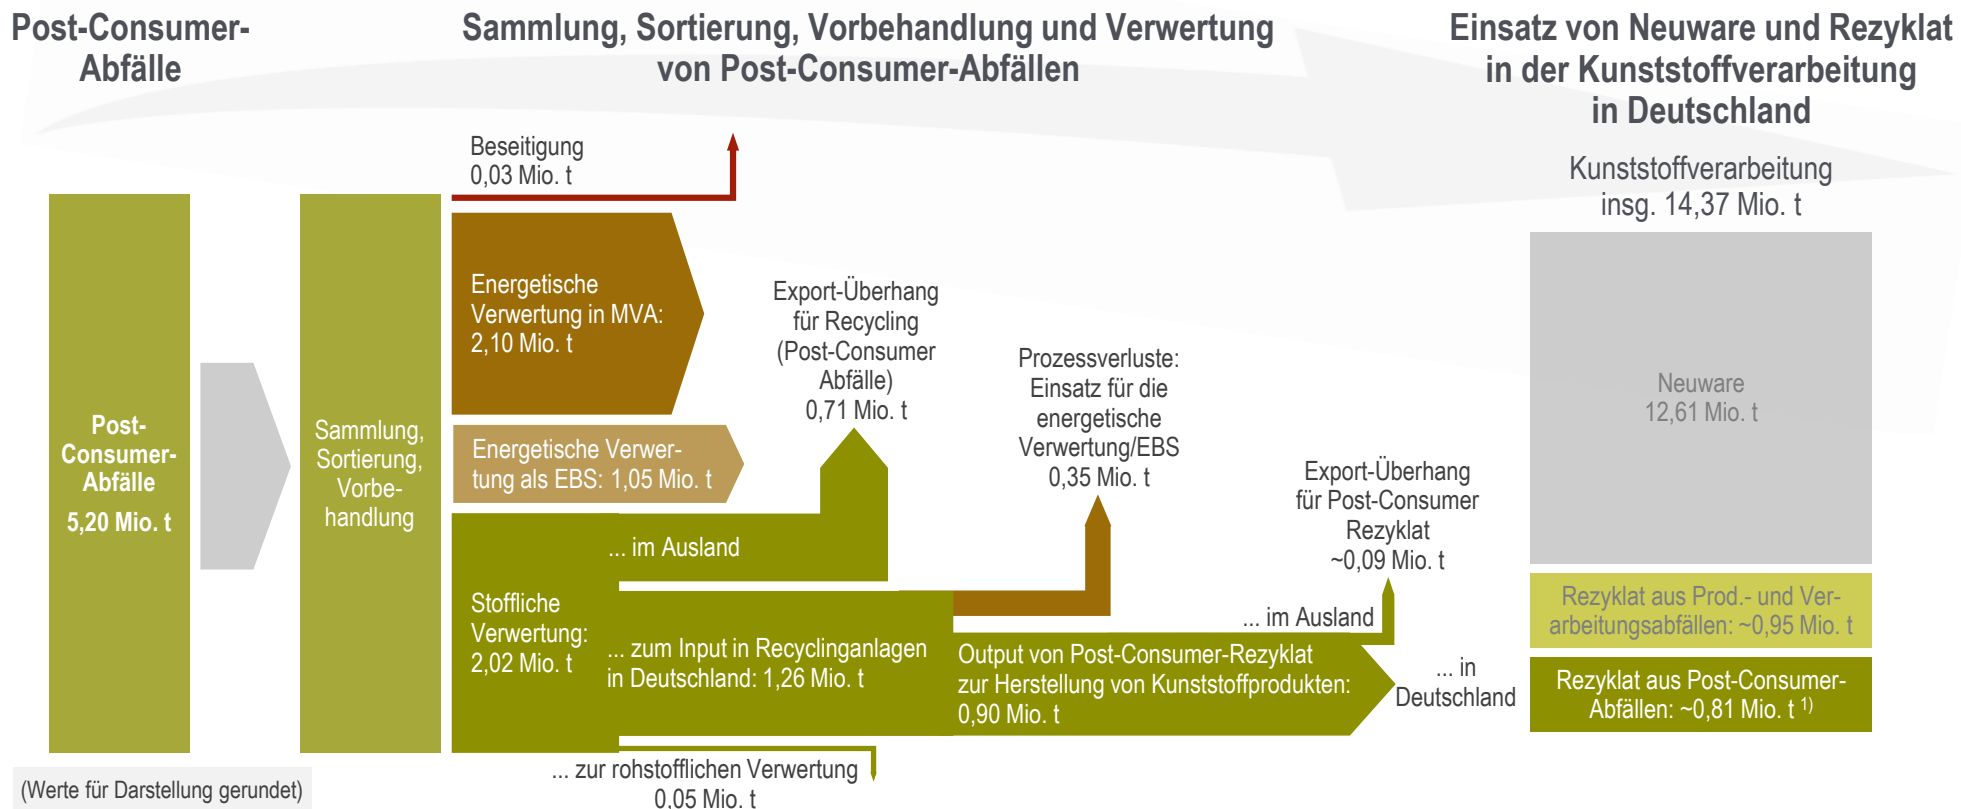 Post-Consumer-
Abfälle
Sammlung, Sortierung, Vorbehandlung und Verwertung
von Post-Consumer-Abfällen
Einsatz von Neuware und Rezyklat
in der Kunststoffverarbeitung
in Deutschland
Kunststoffverarbeitung
insg. 14,37 Mio. t
Post-
Consumer-
Abfälle
5,20 Mio. t
Sammlung,
Sortierung,
Vorbe-
handlung
Beseitigung
0,03 Mio. t
Energetische
Verwertung in MVA:
2,10 Mio. t
Energetische Verwer-
tung als EBS: 1,05 Mio. t
Stoffliche
Verwertung:
2,02 Mio. t
Export-Überhang
für Recycling
(Post-Consumer
Abfälle)
0,71 Mio. t
... im Ausland
... zum Input in Recyclinganlagen
in Deutschland: 1,26 Mio. t
... zur rohstofflichen Verwertung
0,05 Mio. t
Prozessverluste:
Einsatz für die
energetische
Verwertung/EBS
0,35 Mio. t
Output von Post-Consumer-Rezyklat
zur Herstellung von Kunststoffprodukten:
0,90 Mio. t
Export-Überhang
für Post-Consumer
Rezyklat
~0,09 Mio. t
... im Ausland
... in
Deutschland
Neuware
12,61 Mio. t
Rezyklat aus Prod.- und Ver-
arbeitungsabfällen: ~0,95 Mio. t
Rezyklat aus Post-Consumer-
Abfällen: ~0,81 Mio. t ¹⁾
(Werte für Darstellung gerundet)